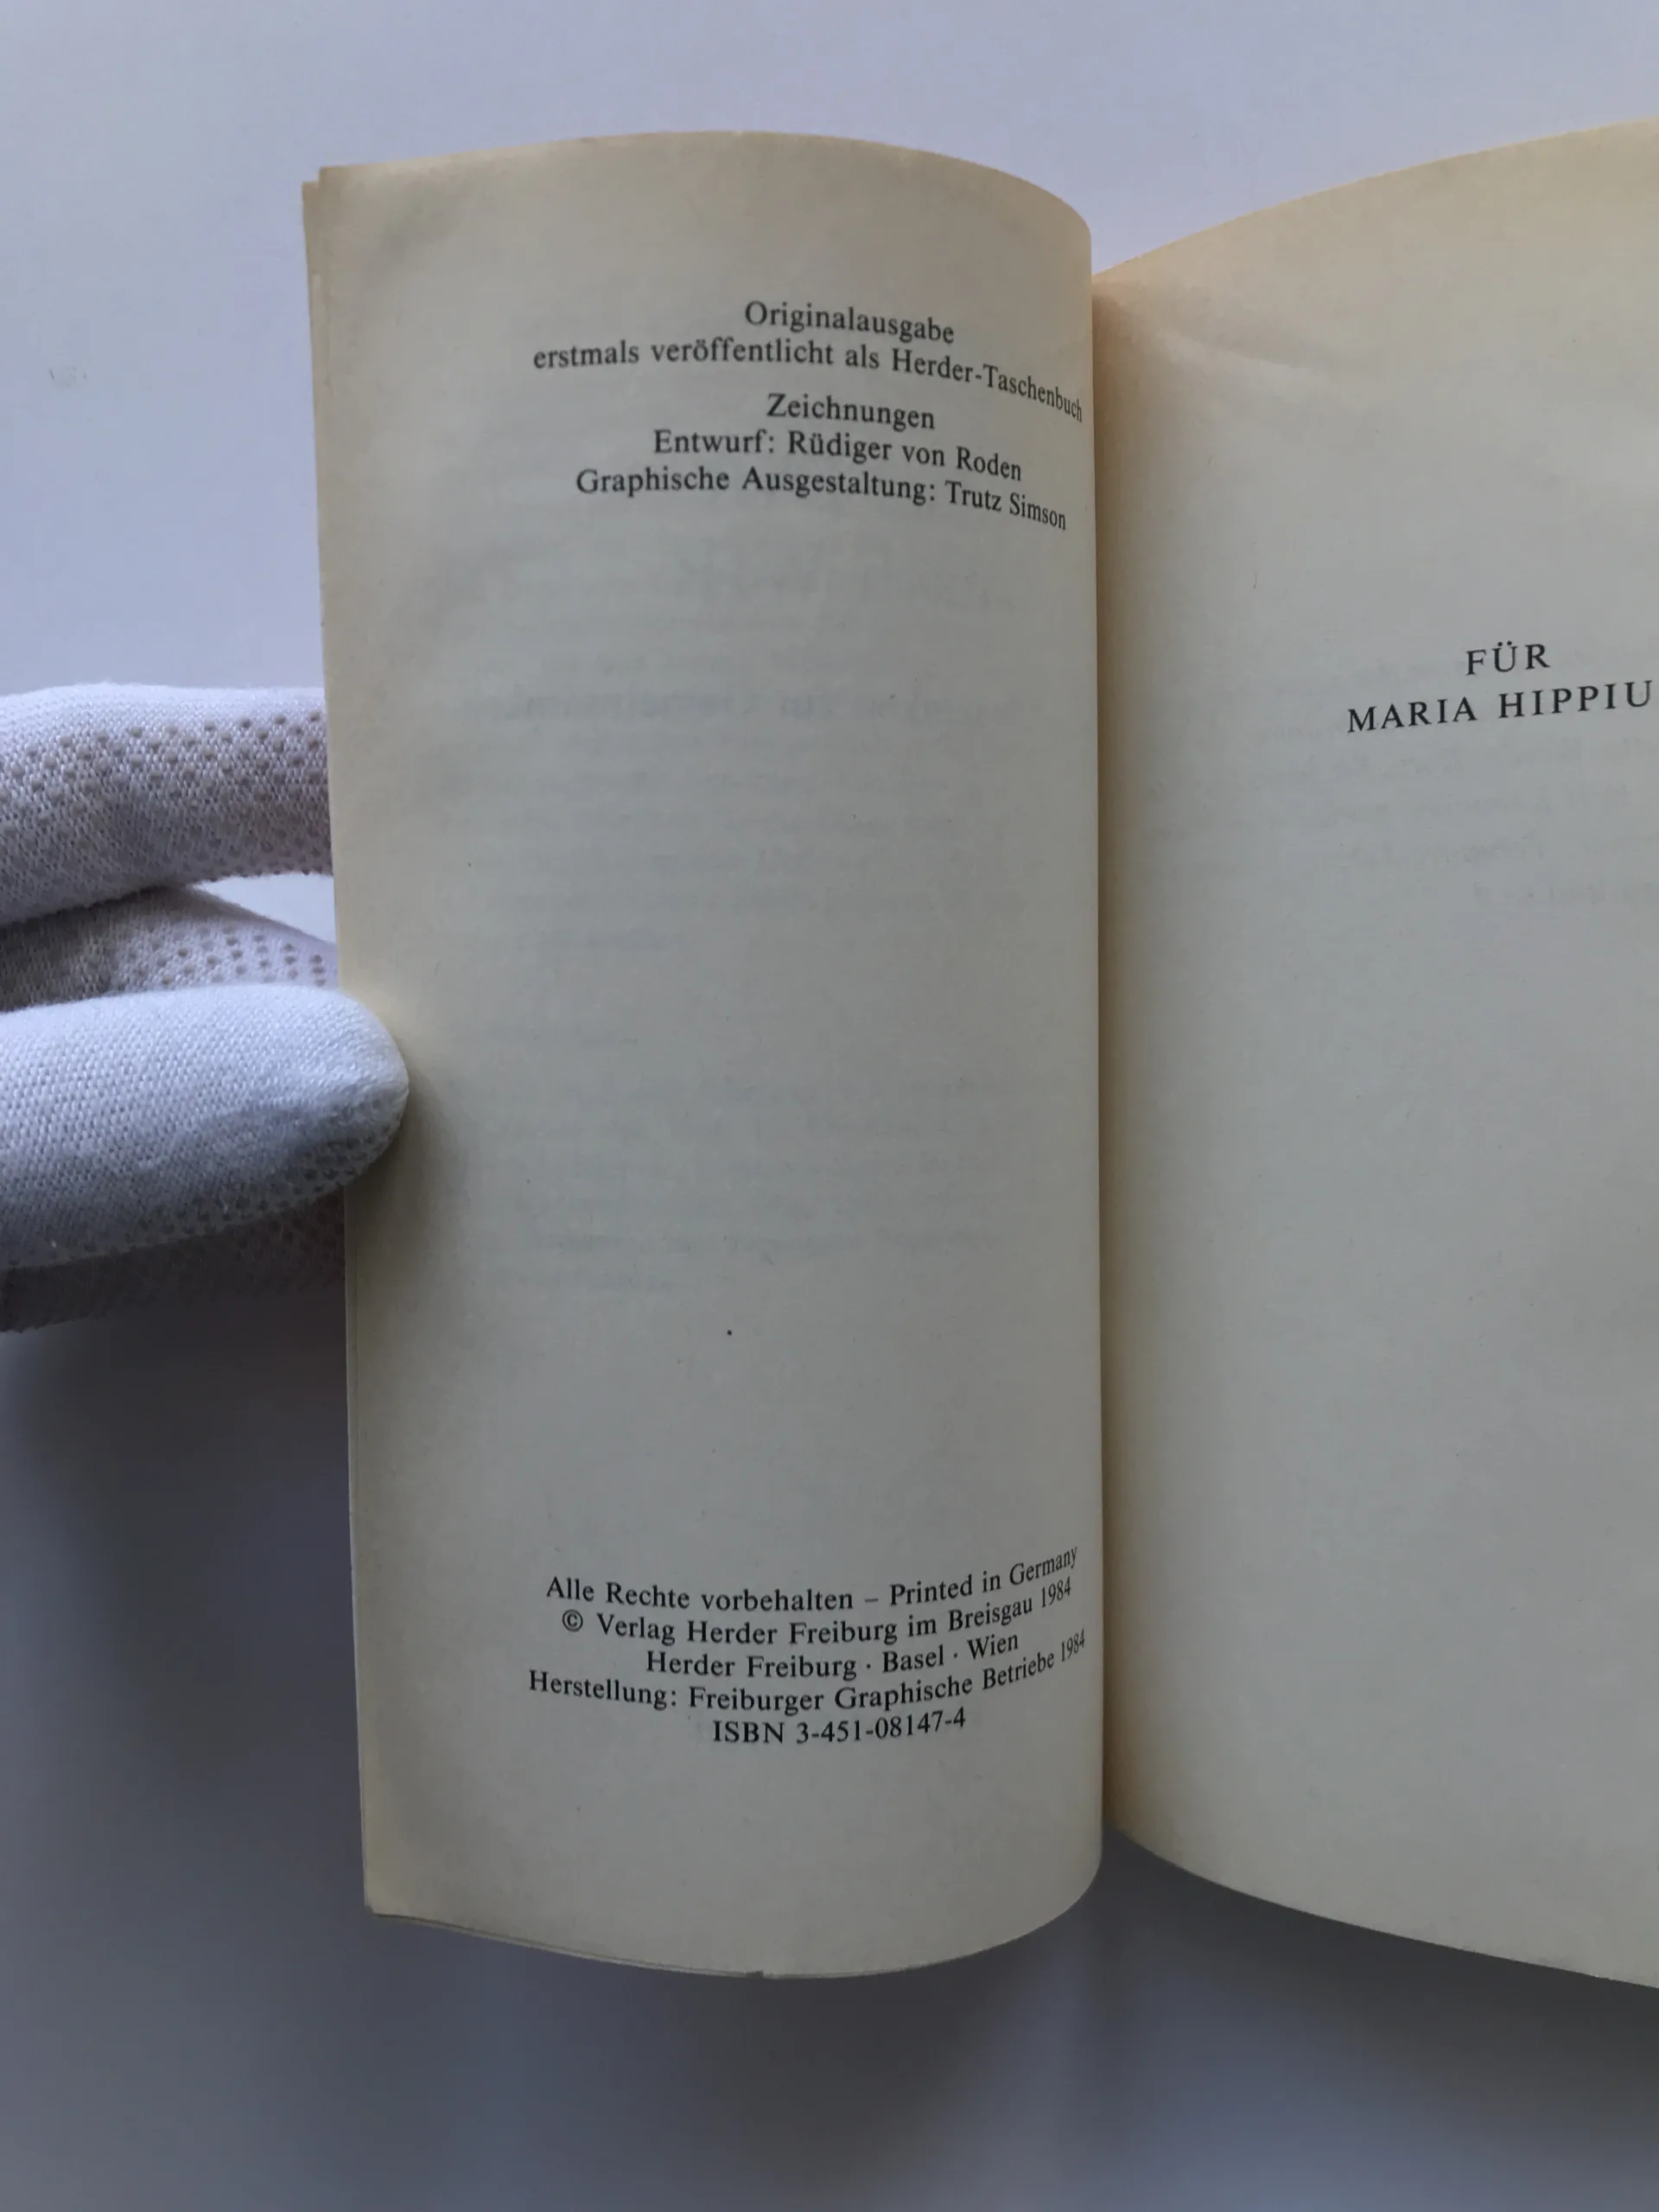 Originalausgabe
erstmals veröffentlicht als Herder-Taschenbuch
Zeichnungen
Entwurf: Rüdiger von Roden
Graphische Ausgestaltung: Trutz Simson
Alle Rechte vorbehalten – Printed in Germany
© Verlag Herder Freiburg im Breisgau 1984
Herder Freiburg · Basel · Wien
Herstellung: Freiburger Graphische Betriebe 1984
ISBN 3-451-08147-4
FÜR
MARIA HIPPIU